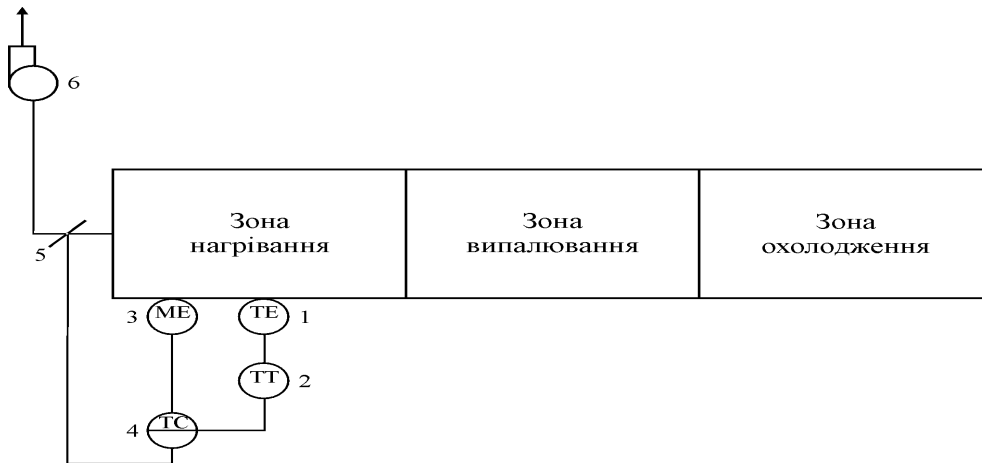 6
Зона
нагрівання
Зона
випалювання
Зона
охолодження
5
3
ME
TE
1
TT
2
4
TC